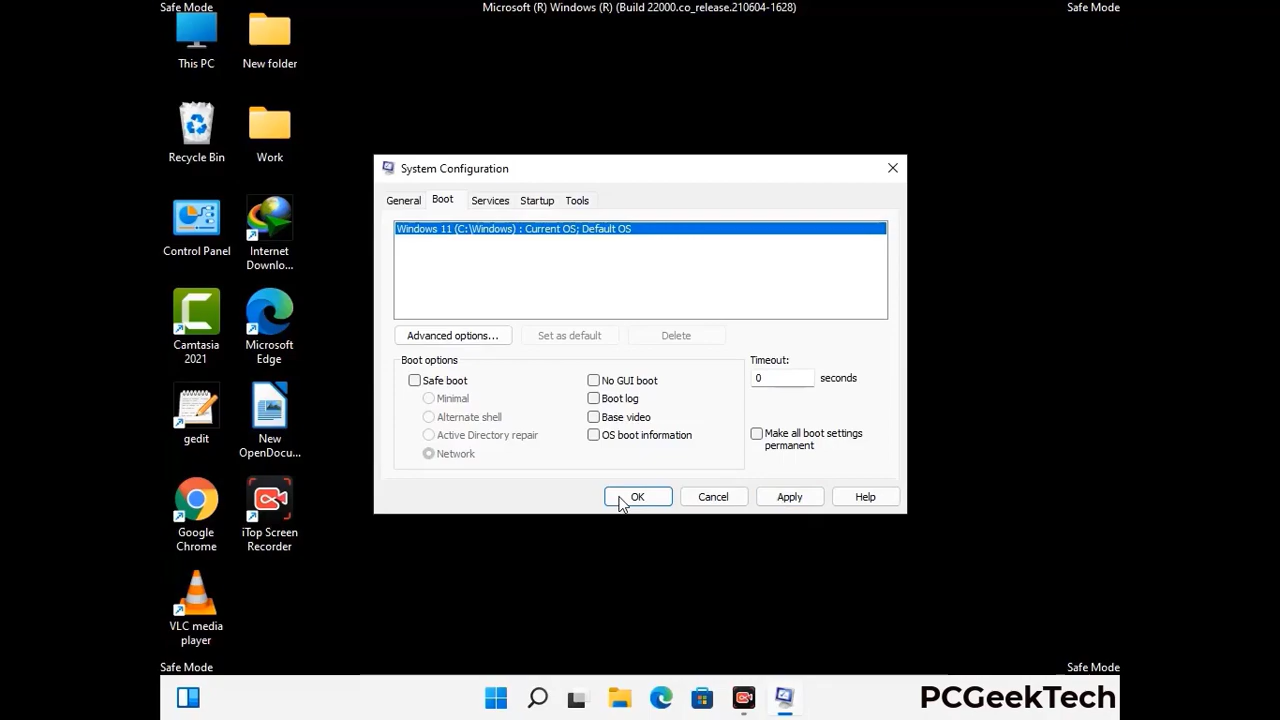 Safe Mode
Microsoft (R) Windows (R) (Build 22000.co_release.210604-1628)
Safe Mode
This PC
New folder
Recycle Bin
Work
Control Panel
Internet
Downlo...
Camtasia
2021
Microsoft
Edge
gedit
New
OpenDocu...
Google
Chrome
iTop Screen
Recorder
VLC media
player
System Configuration
General
Boot
Services
Startup
Tools
Windows 11 (C:\Windows) : Current OS; Default OS
Advanced options...
Set as default
Delete
Boot options
Safe boot
Minimal
Alternate shell
Active Directory repair
Network
No GUI boot
Boot log
Base video
OS boot information
Timeout:
0 seconds
Make all boot settings
permanent
OK
Cancel
Apply
Help
Safe Mode
Safe Mode
PCGeekTech